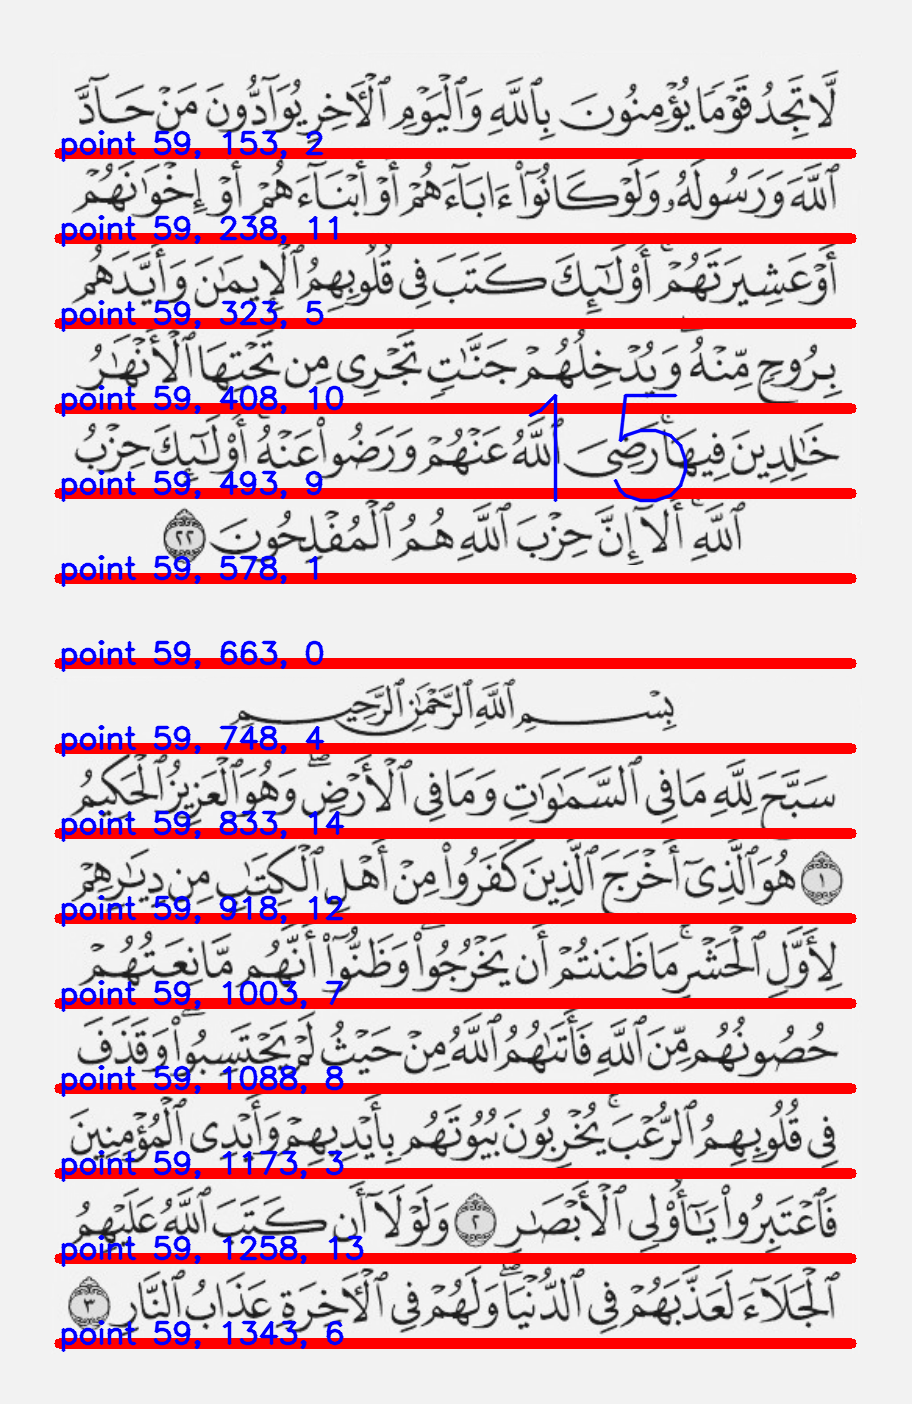 لَّا تَجِدُ قَوْمًا يُؤْمِنُونَ بِٱللَّهِ وَٱلْيَوْمِ ٱلْأَخِرِ يُوَآدُّونَ مَنْ حَآدَّ
point 59, 153, 2
ٱللَّهَ وَرَسُولَهُۥ وَلَوْ كَانُوٓا۟ ءَابَآءَهُمْ أَوْ أَبْنَآءَهُمْ أَوْ إِخْوَٰنَهُمْ
point 59, 238, 11
أَوْ عَشِيرَتَهُمْ ۚ أُو۟لَٰٓئِكَ كَتَبَ فِى قُلُوبِهِمُ ٱلْإِيمَٰنَ وَأَيَّدَهُم
point 59, 323, 5
بِرُوحٍ مِّنْهُ ۖ وَيُدْخِلُهُمْ جَنَّٰتٍ تَجْرِى مِن تَحْتِهَا ٱلْأَنْهَٰرُ
point 59, 408, 10
15
خَٰلِدِينَ فِيهَا ۚ رَضِىَ ٱللَّهُ عَنْهُمْ وَرَضُوا۟ عَنْهُ ۚ أُو۟لَٰٓئِكَ حِزْبُ
point 59, 493, 9
ٱللَّهِ ۚ أَلَآ إِنَّ حِزْبَ ٱللَّهِ هُمُ ٱلْمُفْلِحُونَ ٢٢
point 59, 578, 1
point 59, 663, 0
بِسْمِ ٱللَّهِ ٱلرَّحْمَٰنِ ٱلرَّحِيمِ
point 59, 748, 4
سَبَّحَ لِلَّهِ مَا فِى ٱلسَّمَٰوَٰتِ وَمَا فِى ٱلْأَرْضِ ۖ وَهُوَ ٱلْعَزِيزُ ٱلْحَكِيمُ
point 59, 833, 14
١ هُوَ ٱلَّذِىٓ أَخْرَجَ ٱلَّذِينَ كَفَرُوا۟ مِنْ أَهْلِ ٱلْكِتَٰبِ مِن دِيَٰرِهِمْ
point 59, 918, 12
لِأَوَّلِ ٱلْحَشْرِ ۚ مَا ظَنَنتُمْ أَن يَخْرُجُوا۟ ۖ وَظَنُّوٓا۟ أَنَّهُم مَّانِعَتُهُمْ
point 59, 1003, 7
حُصُونُهُم مِّنَ ٱللَّهِ فَأَتَىٰهُمُ ٱللَّهُ مِنْ حَيْثُ لَمْ يَحْتَسِبُوا۟ ۖ وَقَذَفَ
point 59, 1088, 8
فِى قُلُوبِهِمُ ٱلرُّعْبَ ۚ يُخْرِبُونَ بُيُوتَهُم بِأَيْدِيهِمْ وَأَيْدِى ٱلْمُؤْمِنِينَ
point 59, 1173, 3
فَٱعْتَبِرُوا۟ يَٰٓأُو۟لِى ٱلْأَبْصَٰرِ ٢ وَلَوْلَآ أَن كَتَبَ ٱللَّهُ عَلَيْهِمُ
point 59, 1258, 13
ٱلْجَلَآءَ لَعَذَّبَهُمْ فِى ٱلدُّنْيَا ۖ وَلَهُمْ فِى ٱلْأَخِرَةِ عَذَابُ ٱلنَّارِ ٣
point 59, 1343, 6